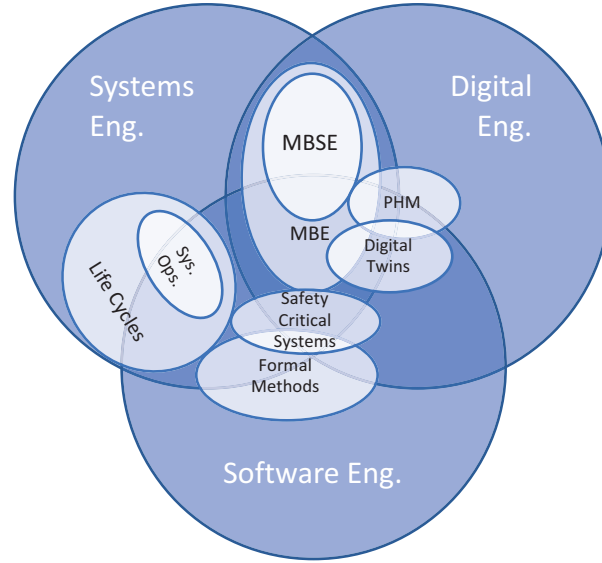 Systems
Eng.
Digital
Eng.
MBSE
PHM
MBE
Digital
Twins
Sys.
Ops.
Life Cycles
Safety
Critical
Systems
Formal
Methods
Software Eng.